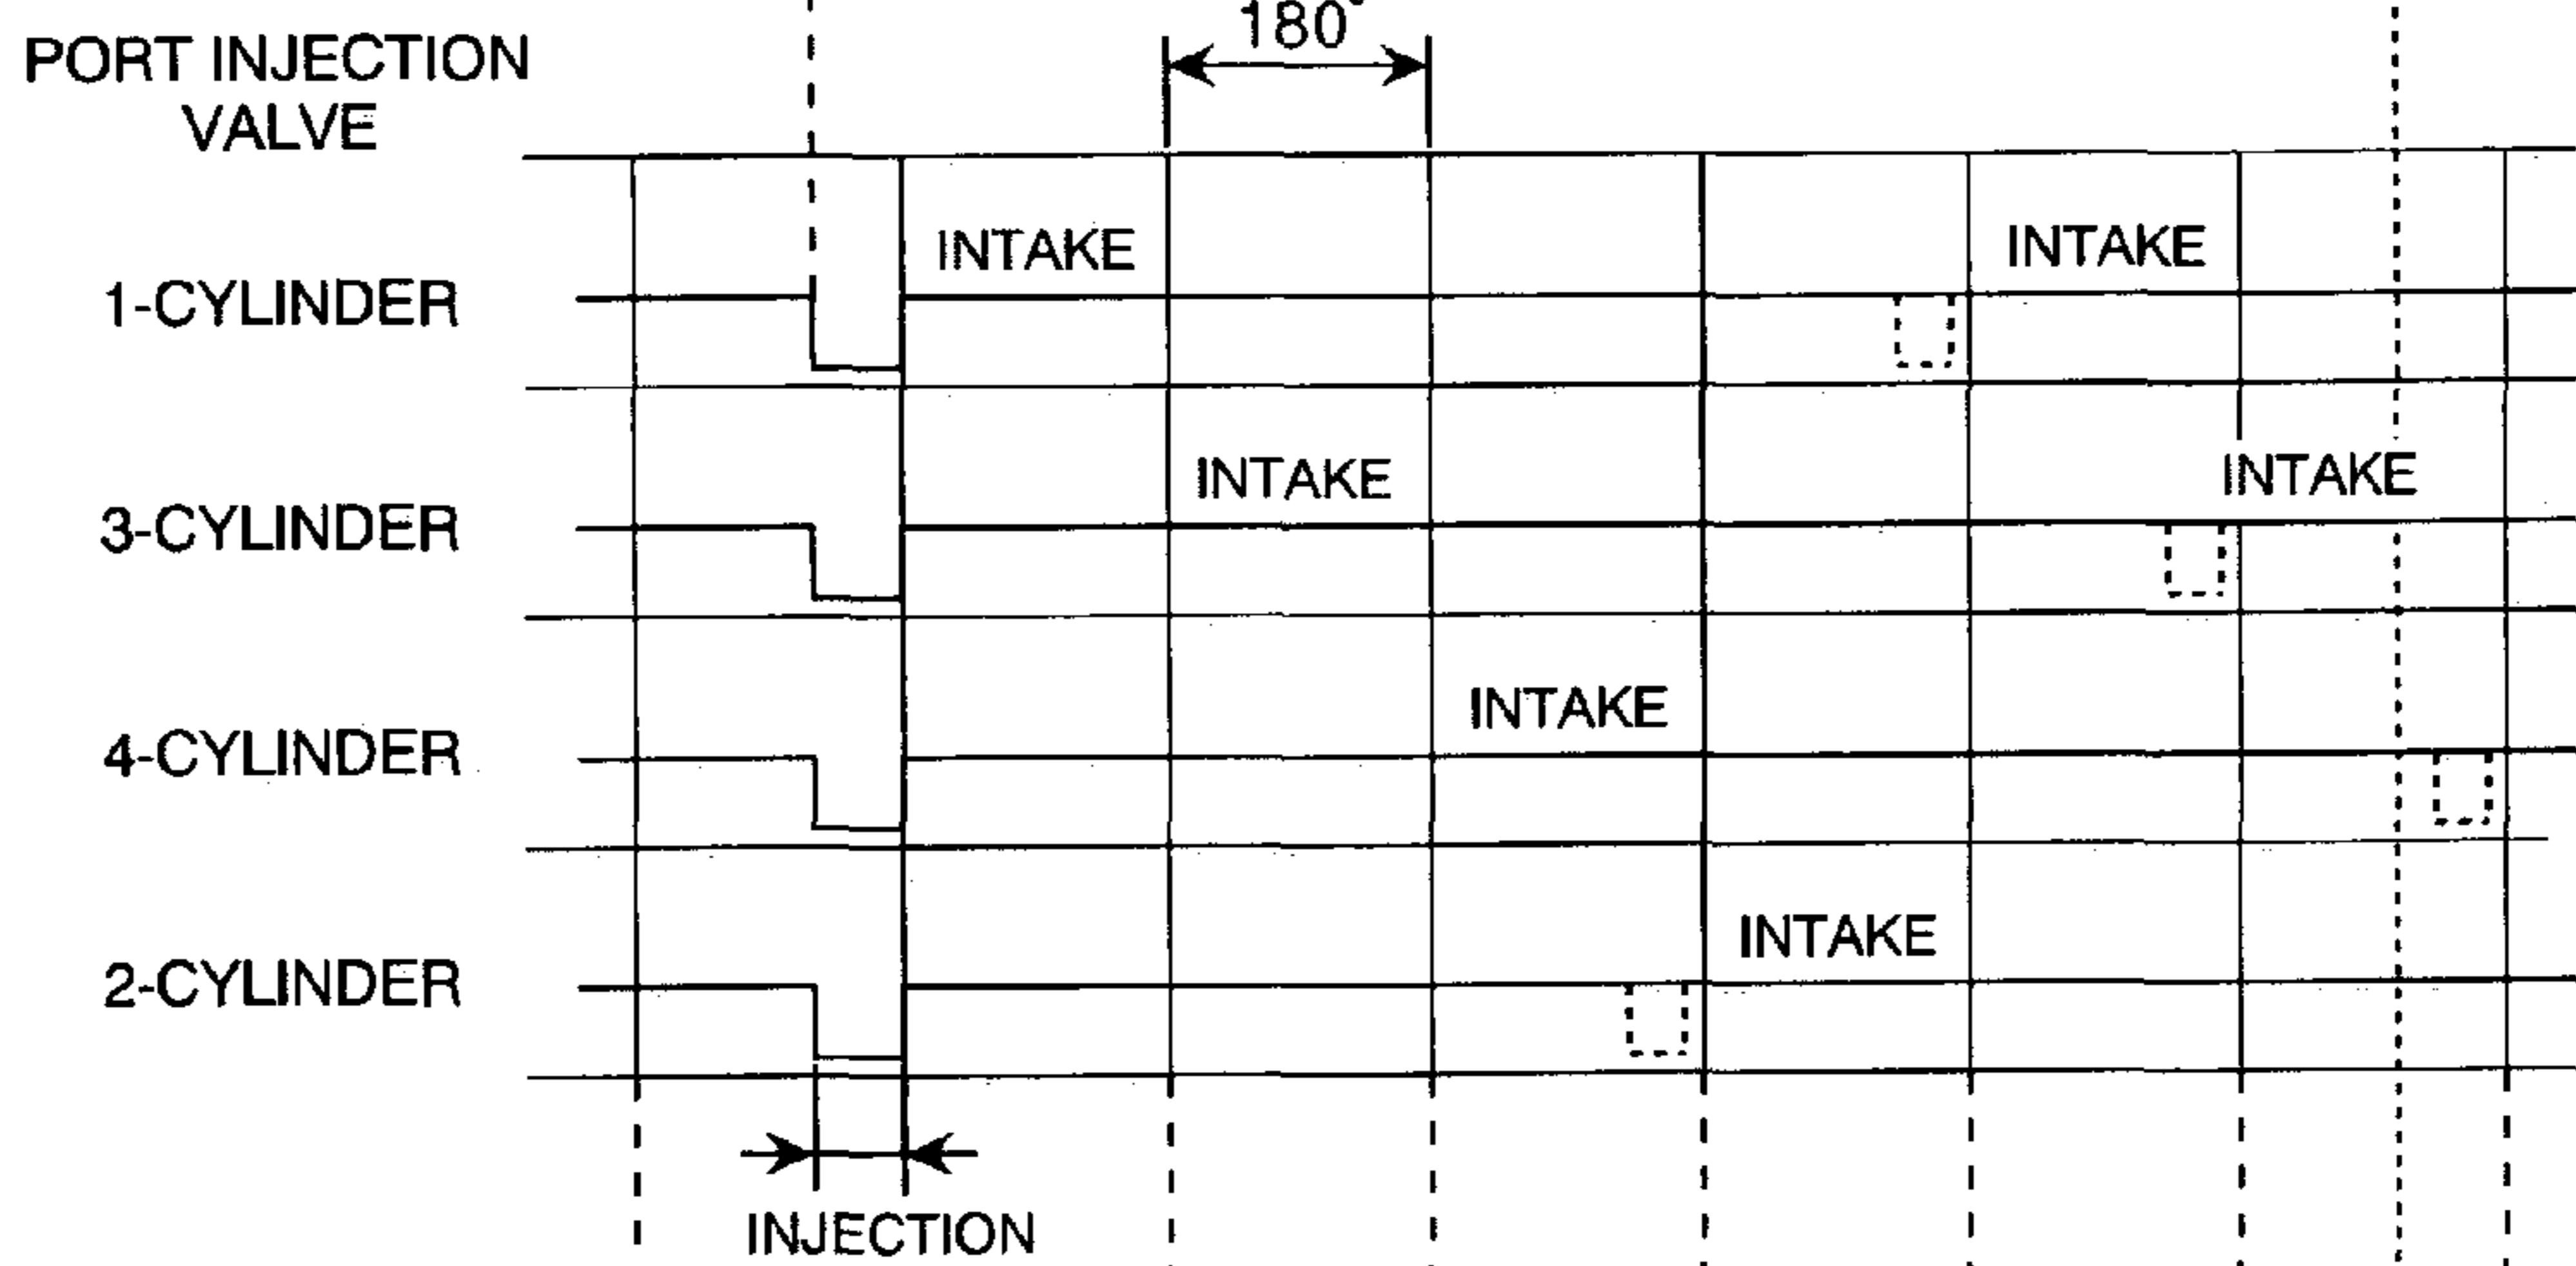 PORT INJECTION
VALVE
180°
1-CYLINDER
INTAKE
INTAKE
3-CYLINDER
INTAKE
INTAKE
4-CYLINDER
INTAKE
2-CYLINDER
INTAKE
INJECTION